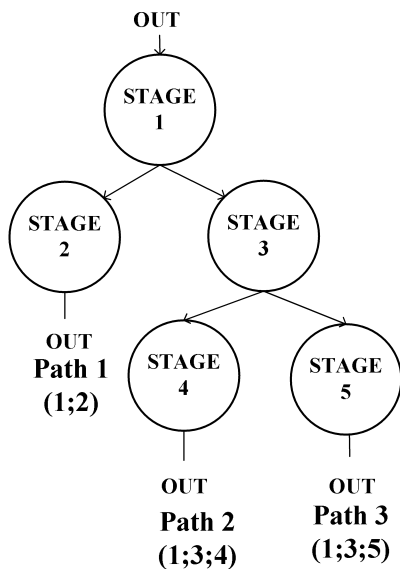 OUT
STAGE
1
STAGE
2
STAGE
3
OUT
Path 1
(1;2)
STAGE
4
STAGE
5
OUT
Path 2
(1;3;4)
OUT
Path 3
(1;3;5)